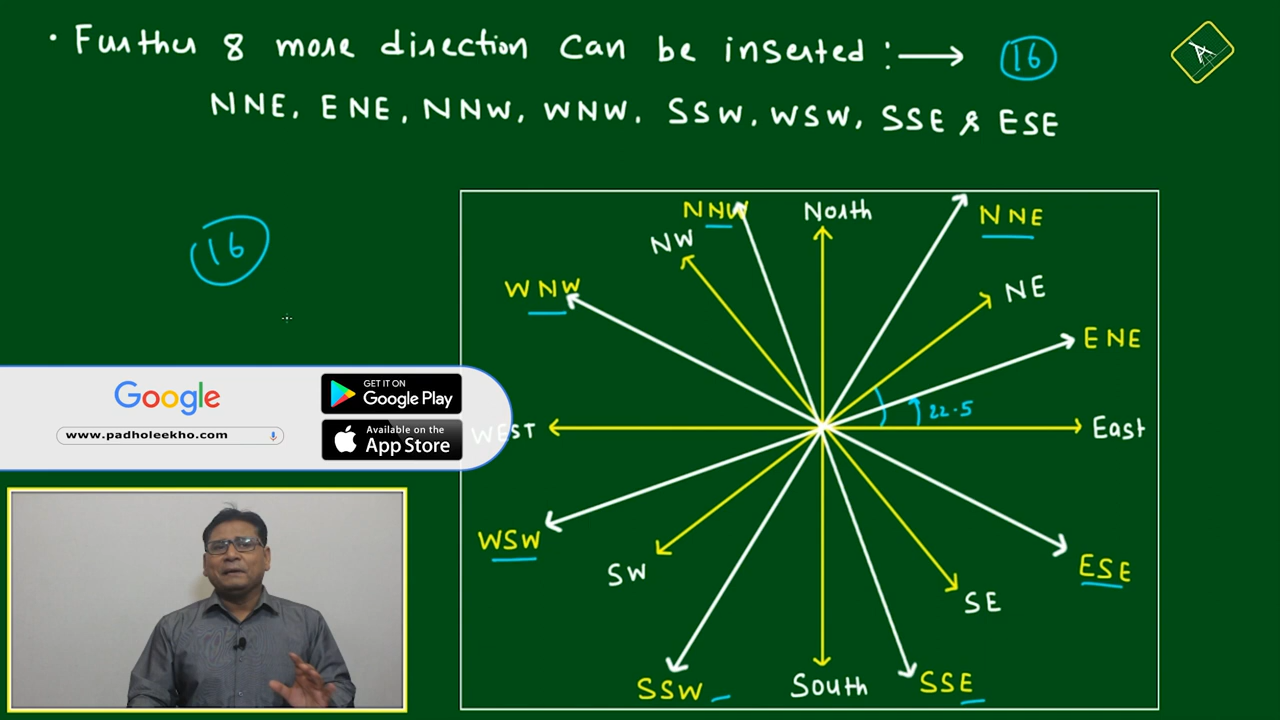 • Further 8 more direction can be inserted :⟶ 16
NNE, ENE, NNW, WNW, SSW, WSW, SSE & ESE
16
NNW
North
NNE
NW
WNW
NE
ENE
Google
GET IT ON
Google Play
www.padholeekho.com
Available on the
App Store
22.5
WEST
East
WSW
SW
ESE
SE
SSW
South
SSE
A